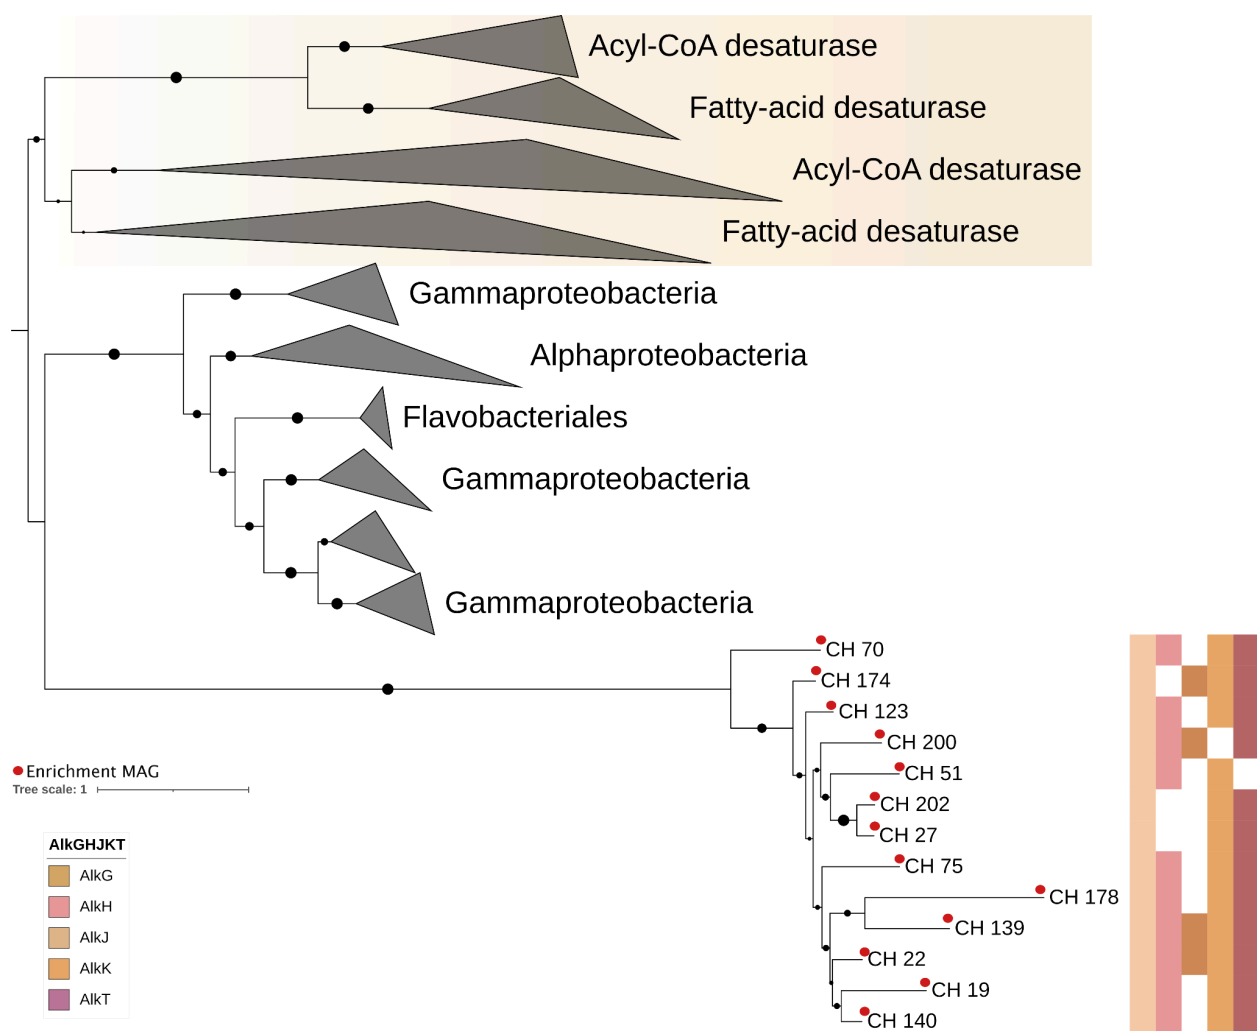 Acyl-CoA desaturase
Fatty-acid desaturase
Acyl-CoA desaturase
Fatty-acid desaturase
Gammaproteobacteria
Alphaproteobacteria
Flavobacteriales
Gammaproteobacteria
Gammaproteobacteria
CH 70
CH 174
CH 123
CH 200
CH 51
CH 202
CH 27
CH 75
CH 178
CH 139
CH 22
CH 19
CH 140
Enrichment MAG
Tree scale: 1
AlkGHJKT
AlkG
AlkH
AlkJ
AlkK
AlkT